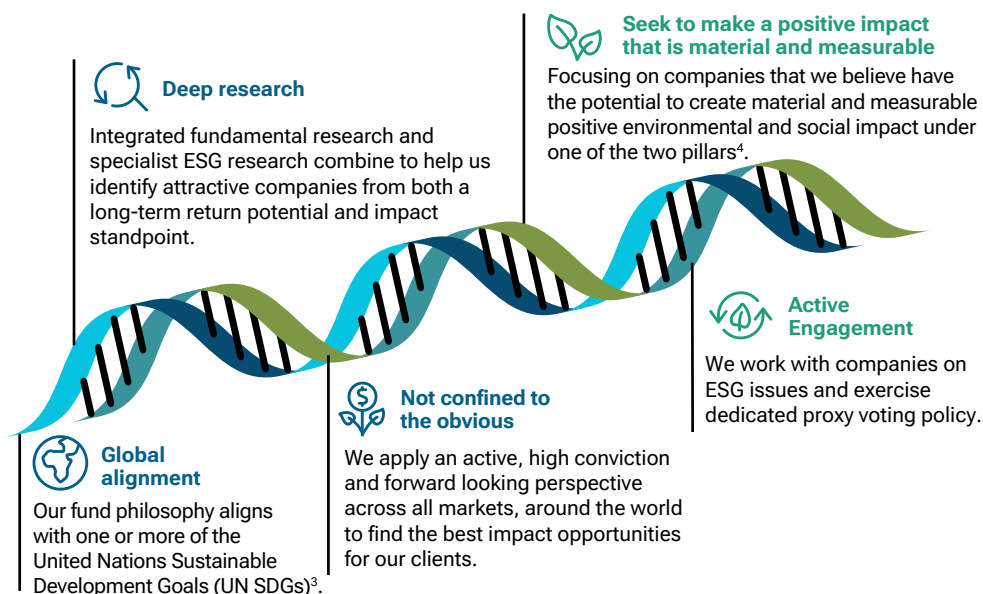 Deep research
Integrated fundamental research and
specialist ESG research combine to help us
identify attractive companies from both a
long-term return potential and impact
standpoint.
Seek to make a positive impact
that is material and measurable
Focusing on companies that we believe have
the potential to create material and measurable
positive environmental and social impact under
one of the two pillars⁴.
Global
alignment
Our fund philosophy aligns
with one or more of the
United Nations Sustainable
Development Goals (UN SDGs)³.
$
Not confined to
the obvious
We apply an active, high conviction
and forward looking perspective
across all markets, around the world
to find the best impact opportunities
for our clients.
Active
Engagement
We work with companies on
ESG issues and exercise
dedicated proxy voting policy.